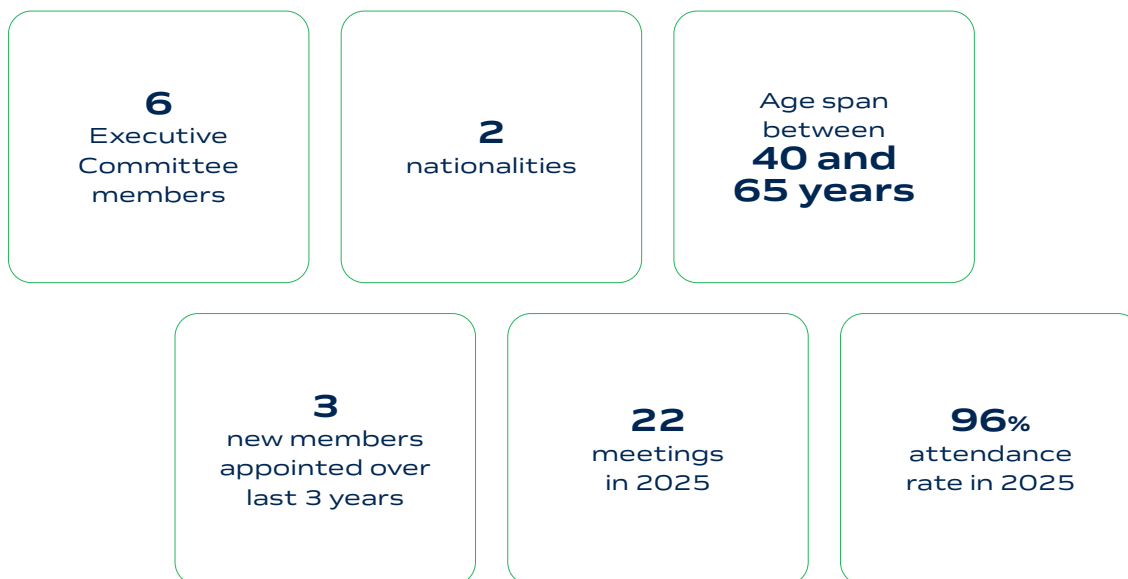 6
Executive
Committee
members
2
nationalities
Age span
between
40 and
65 years
3
new members
appointed over
last 3 years
22
meetings
in 2025
96%
attendance
rate in 2025